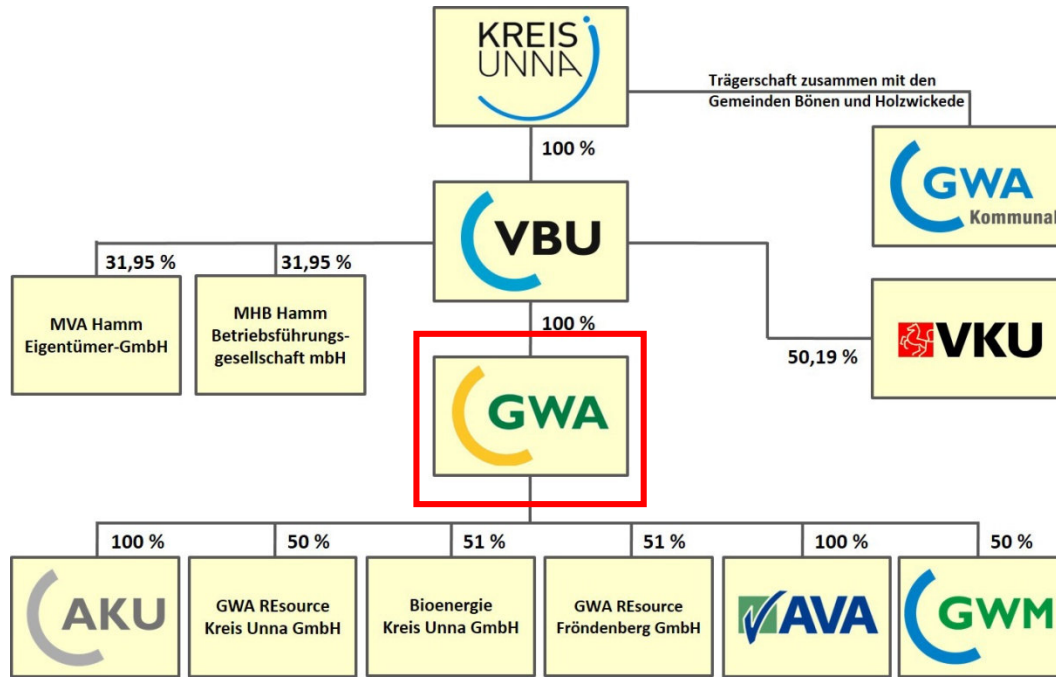 KREIS
UNNA
Trägerschaft zusammen mit den
Gemeinden Bönen und Holzwickede
100 %
GWA
Kommunal
VBU
31,95 %
31,95 %
MVA Hamm
Eigentümer-GmbH
MHB Hamm
Betriebsführungs-
gesellschaft mbH
100 %
50,19 %
VKU
GWA
100 %
50 %
51 %
51 %
100 %
50 %
AKU
GWA REsource
Kreis Unna GmbH
Bioenergie
Kreis Unna GmbH
GWA REsource
Fröndenberg GmbH
AVA
GWM